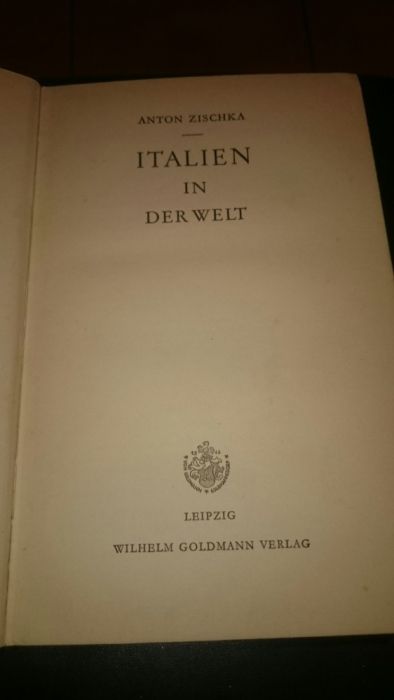 ANTON ZISCHKA
ITALIEN
IN
DER WELT
LEIPZIG
WILHELM GOLDMANN VERLAG